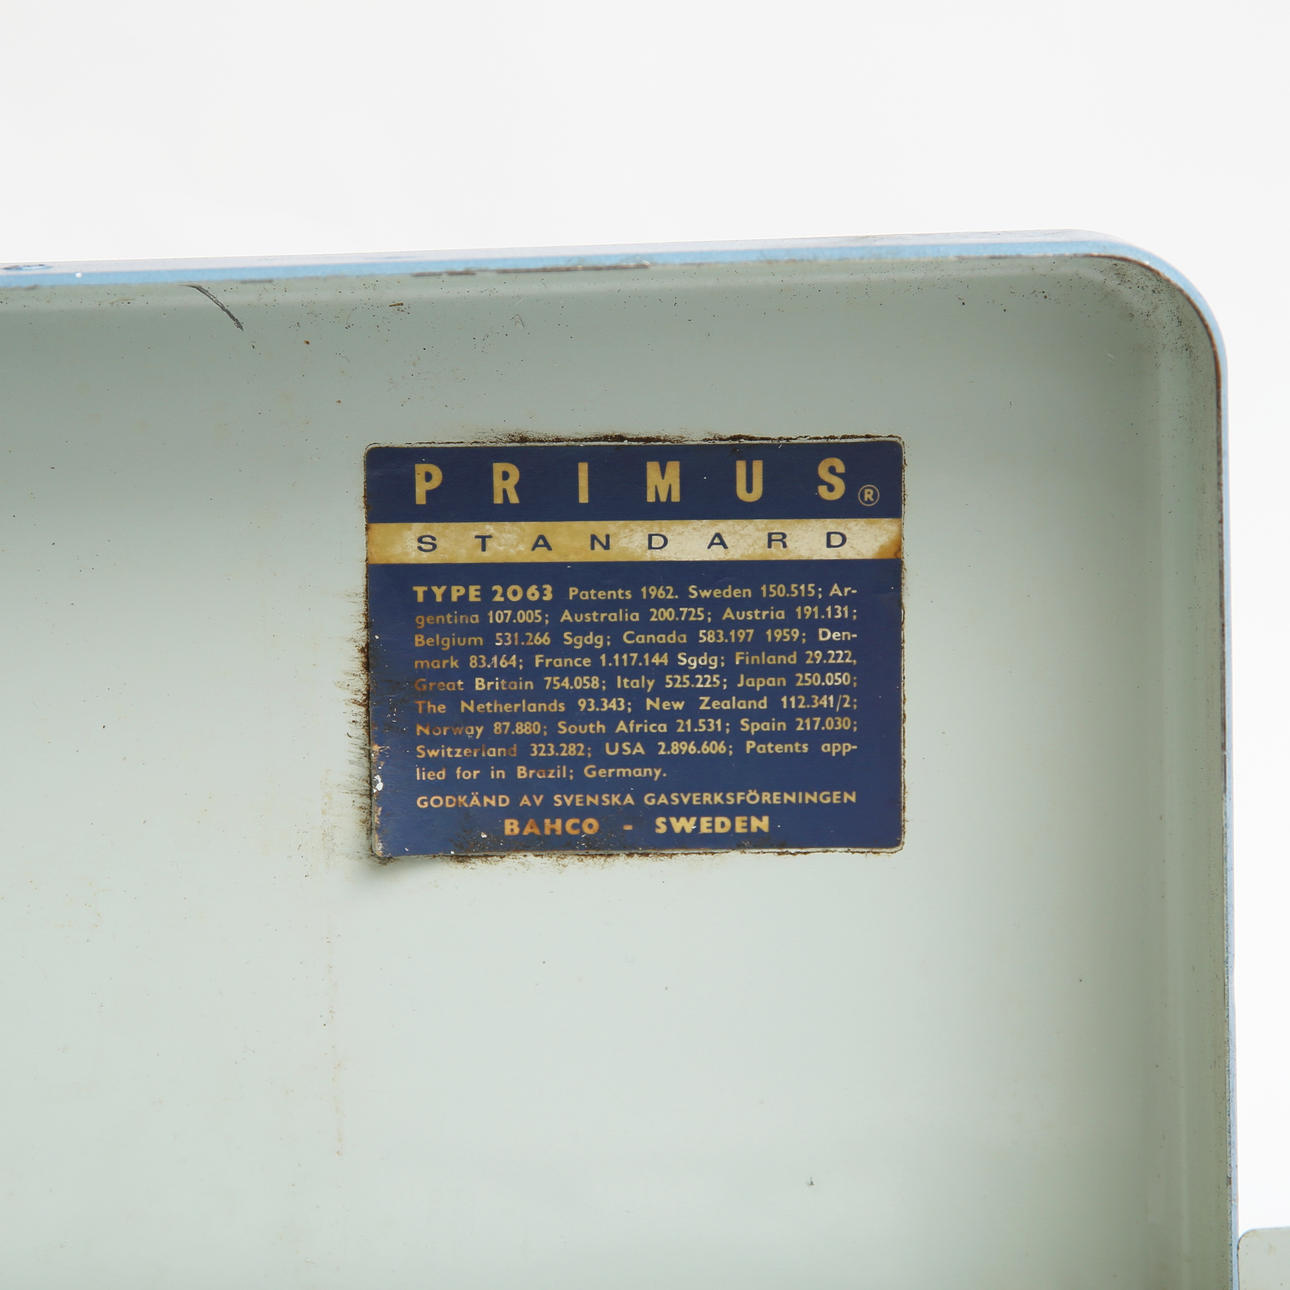 PRIMUS®
STANDARD
TYPE 2063 Patents 1962. Sweden 150.515; Ar-
gentina 107.005; Australia 200.725; Austria 191.131;
Belgium 531.266 Sgdg; Canada 583.197 1959; Den-
mark 83.164; France 1.117.144 Sgdg; Finland 29.222,
Great Britain 754.058; Italy 525.225; Japan 250.050;
The Netherlands 93.343; New Zealand 112.341/2;
Norway 87.880; South Africa 21.531; Spain 217.030;
Switzerland 323.282; USA 2.896.606; Patents app-
lied for in Brazil; Germany.
GODKÄND AV SVENSKA GASVERKSFÖRENINGEN
BAHCO - SWEDEN